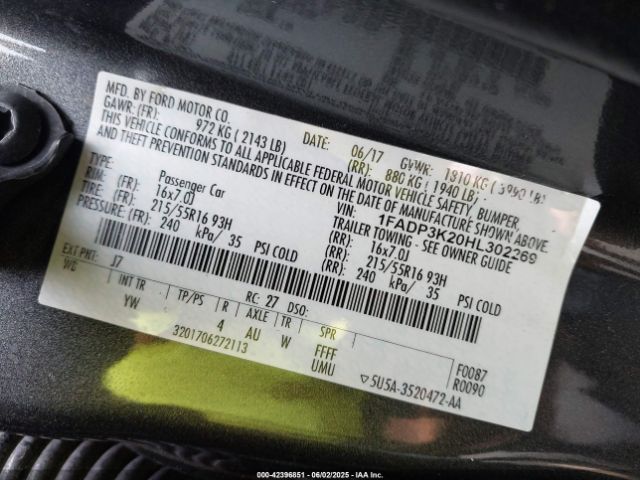 MFD. BY FORD MOTOR CO.
DATE: 06/17 GVWR: 1810 KG
GAWR: (FR): 972 KG ( 2143 LB) (RR): 880 KG ( 1940 LB)
THIS VEHICLE CONFORMS TO ALL APPLICABLE FEDERAL MOTOR VEHICLE SAFETY, BUMPER,
AND THEFT PREVENTION STANDARDS IN EFFECT ON THE DATE OF MANUFACTURE SHOWN ABOVE
VIN: 1FADP3K20HL302269
TYPE: Passenger Car TRAILER TOWING - SEE OWNER GUIDE
RIM: (FR): 16x7.0J (RR): 16x7.0J
TIRE: (FR): 215/55R16 93H (RR): 215/55R16 93H
PRESSURE: (FR): 240 kPa/ 35 PSI COLD (RR): 240 kPa/ 35 PSI COLD
EXT PNT: J7 RC: 27 DSO:
WB INT TR TP/PS R AXLE TR SPR
YW 4 AU W FFFF
UMU
3201706272113
F0087
R0090
▽5U5A-3520472-AA
000-42396851 - 06/02/2025 - IAA Inc.